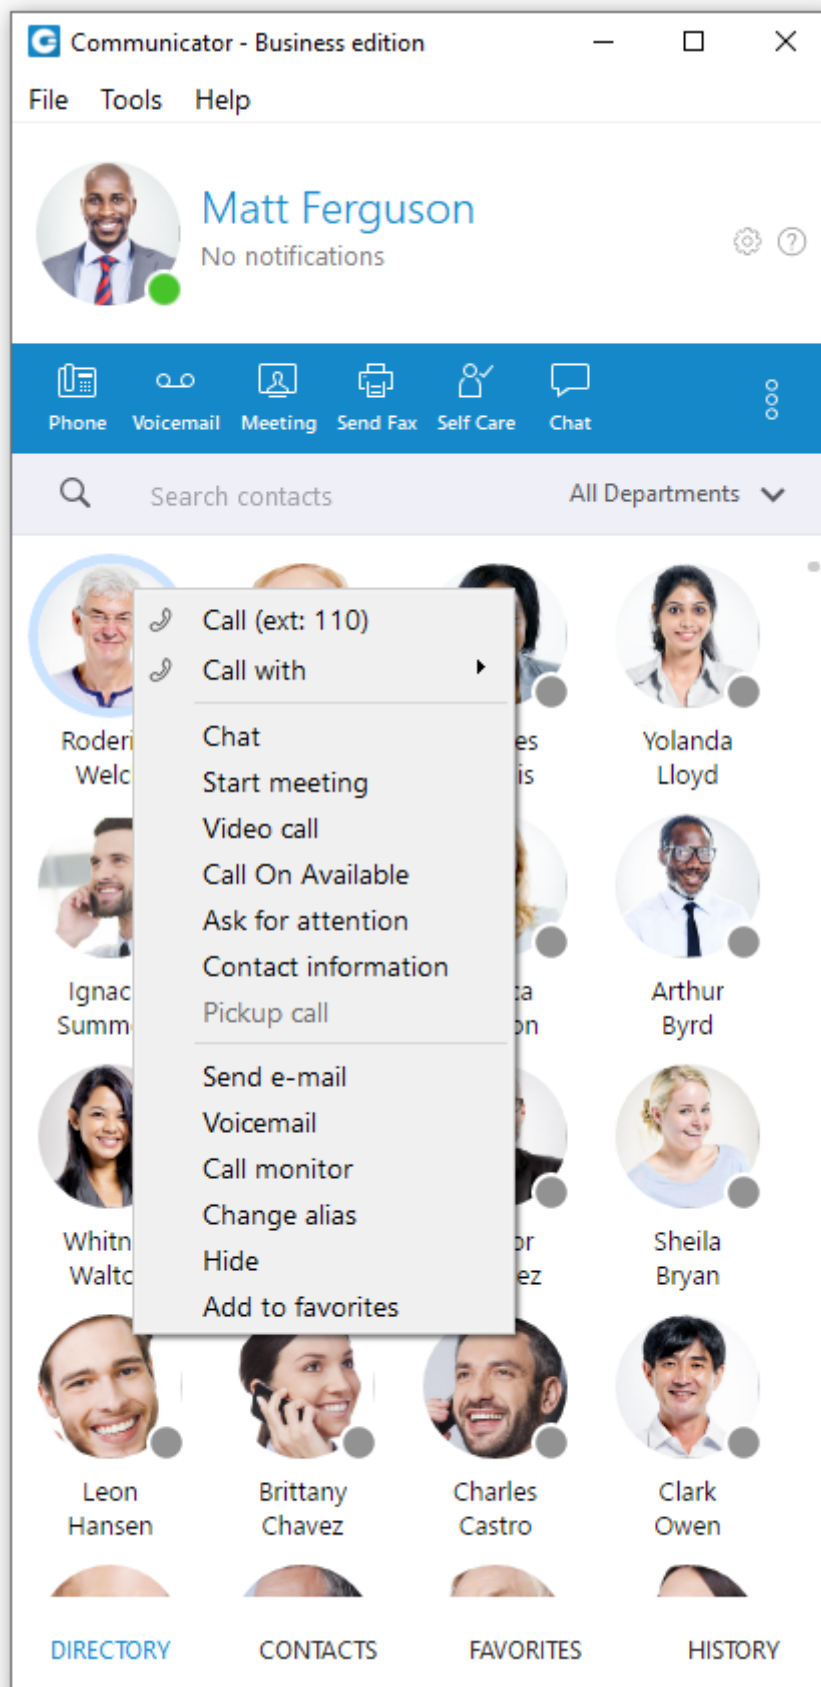 Communicator - Business edition
File Tools Help
Matt Ferguson
No notifications
Phone Voicemail Meeting Send Fax Self Care Chat
Search contacts All Departments
Call (ext: 110)
Call with
Chat
Start meeting
Video call
Call On Available
Ask for attention
Contact information
Pickup call
Send e-mail
Voicemail
Call monitor
Change alias
Hide
Add to favorites
Yolanda
Lloyd
Arthur
Byrd
Sheila
Bryan
Leon Brittany Charles Clark
Hansen Chavez Castro Owen
DIRECTORY CONTACTS FAVORITES HISTORY